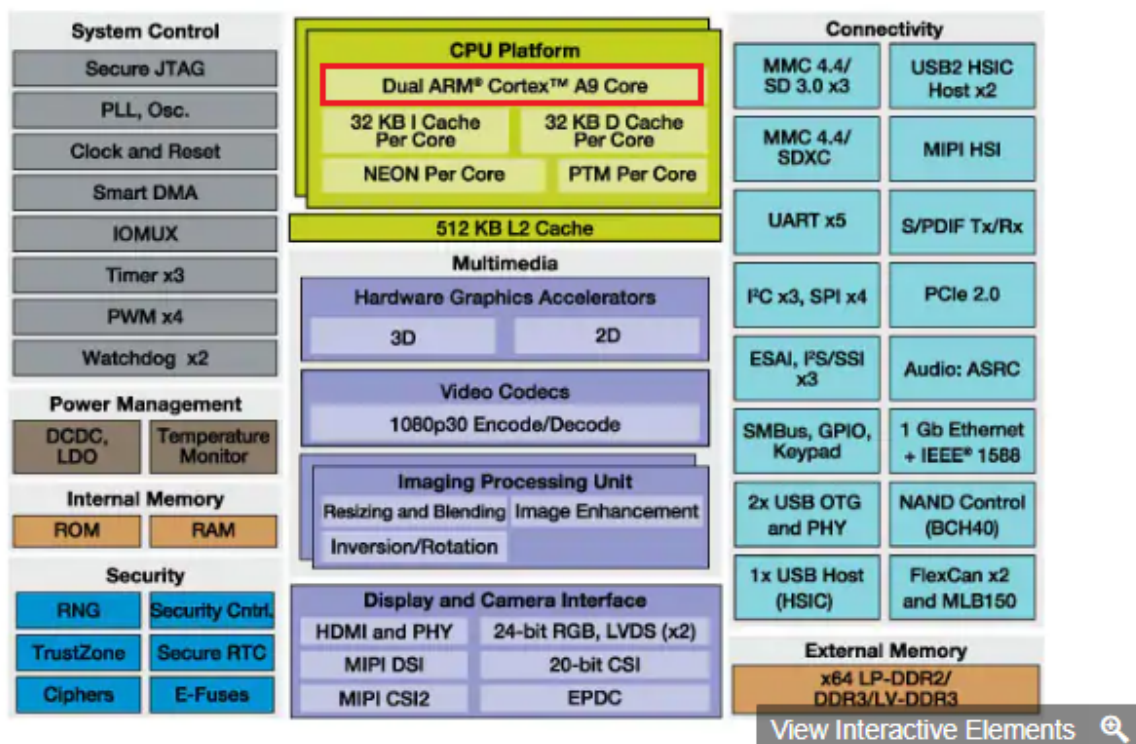 System Control
Secure JTAG
PLL, Osc.
Clock and Reset
Smart DMA
IOMUX
Timer x3
PWM x4
Watchdog x2
Power Management
DCDC,
LDO
Temperature
Monitor
Internal Memory
ROM
RAM
Security
RNG
Security Cntrl.
TrustZone
Secure RTC
Ciphers
E-Fuses
CPU Platform
Dual ARM® Cortex™ A9 Core
32 KB I Cache
Per Core
32 KB D Cache
Per Core
NEON Per Core
PTM Per Core
512 KB L2 Cache
Multimedia
Hardware Graphics Accelerators
3D
2D
Video Codecs
1080p30 Encode/Decode
Imaging Processing Unit
Resizing and Blending
Image Enhancement
Inversion/Rotation
Display and Camera Interface
HDMI and PHY
24-bit RGB, LVDS (x2)
MIPI DSI
20-bit CSI
MIPI CSI2
EPDC
Connectivity
MMC 4.4/
SD 3.0 x3
USB2 HSIC
Host x2
MMC 4.4/
SDXC
MIPI HSI
UART x5
S/PDIF Tx/Rx
I²C x3, SPI x4
PCIe 2.0
ESAI, I²S/SSI
x3
Audio: ASRC
SMBus, GPIO,
Keypad
1 Gb Ethernet
+ IEEE® 1588
2x USB OTG
and PHY
NAND Control
(BCH40)
1x USB Host
(HSIC)
FlexCan x2
and MLB150
External Memory
x64 LP-DDR2/
DDR3/LV-DDR3
View Interactive Elements